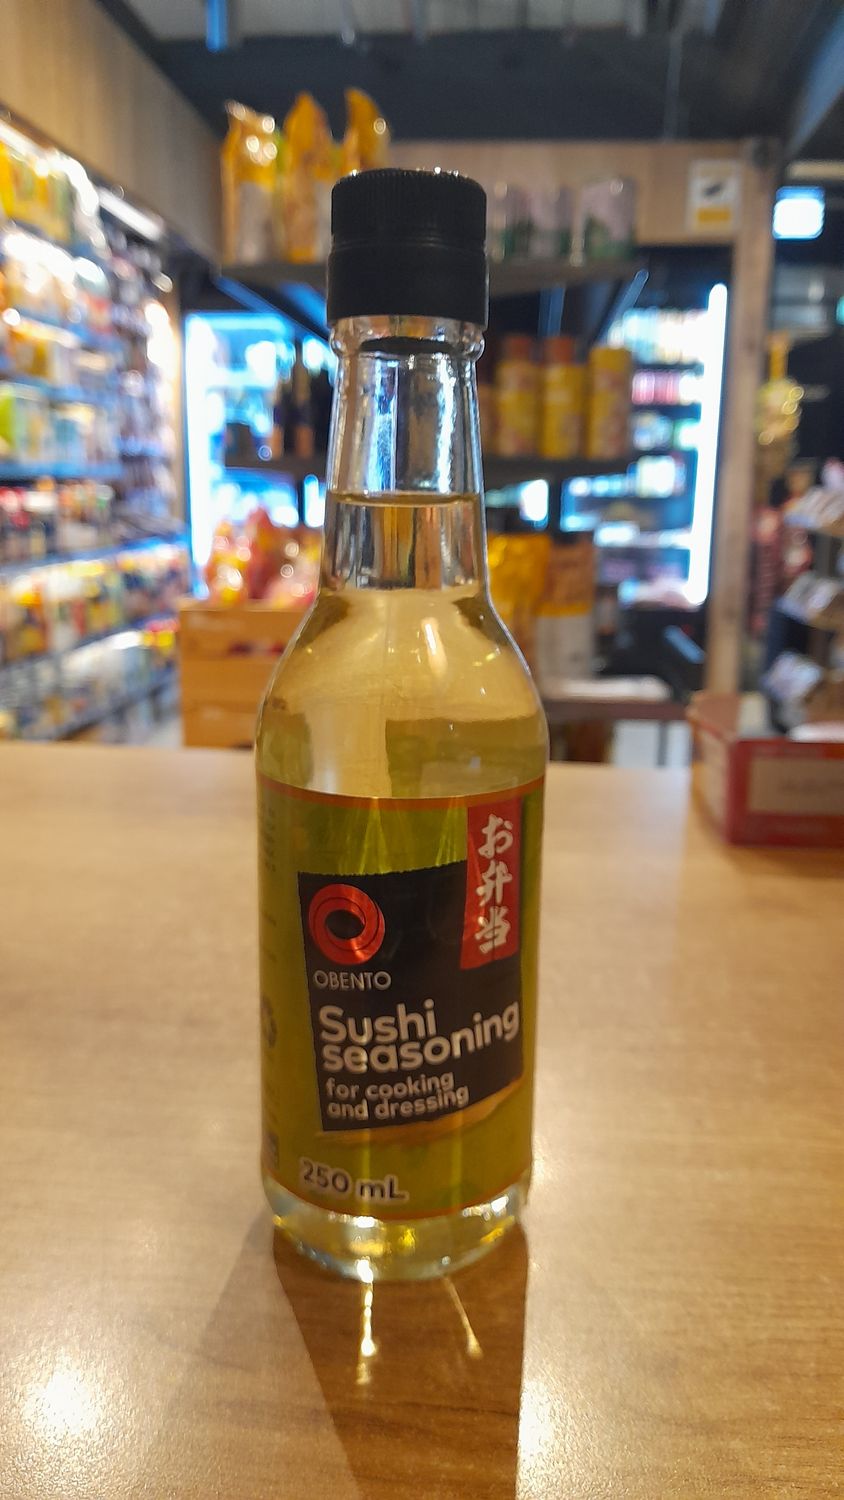 お弁当
OBENTO
Sushi
seasoning
for cooking
and dressing
250 mL